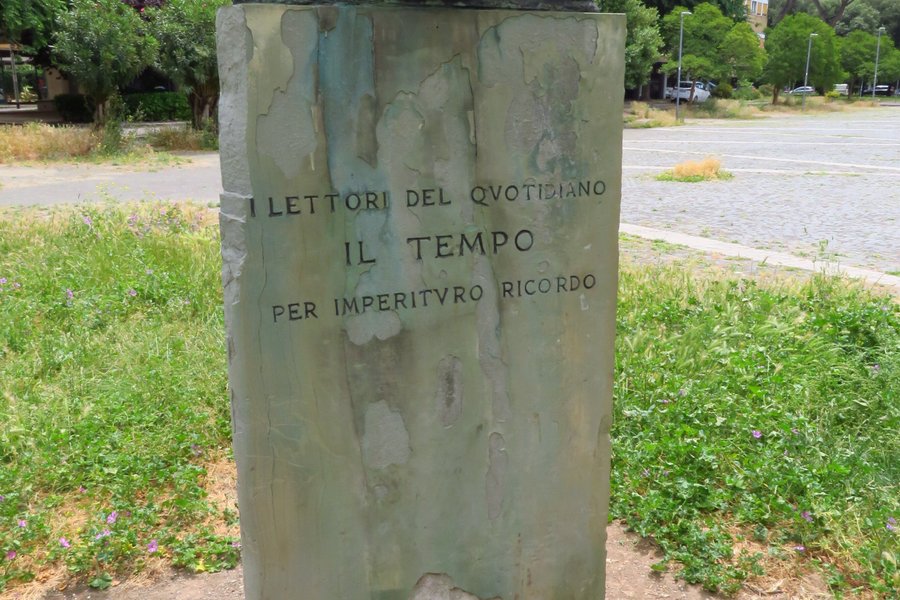 I LETTORI DEL QVOTIDIANO
IL TEMPO
PER IMPERITVRO RICORDO